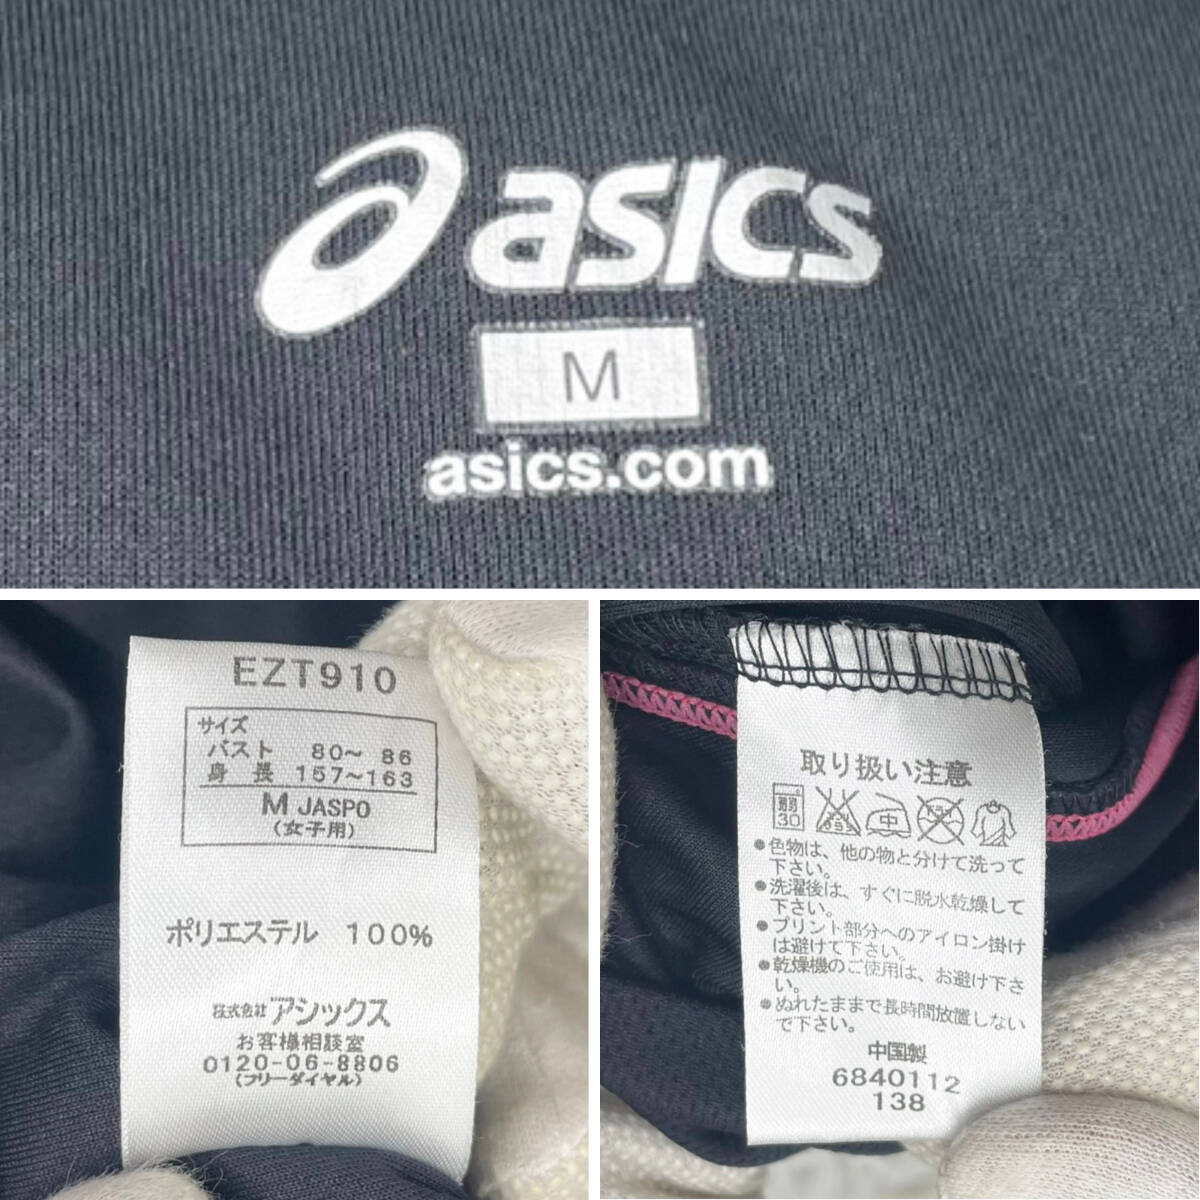 asics
M
asics.com
EZT910
サイズ
バスト 80～ 86
身 長 157～163
M JASPO
(女子用)
ポリエステル 100%
株式会社アシックス
お客様相談室
0120-06-8806
(フリーダイヤル)
取り扱い注意
弱 30
中
●色物は、他の物と分けて洗って
下さい。
●洗濯後は、すぐに脱水乾燥して
下さい。
●プリント部分へのアイロン掛け
は避けて下さい。
●乾燥機のご使用は、お避け下さ
い。
●ぬれたままで長時間放置しない
で下さい。
中国製
6840112
138